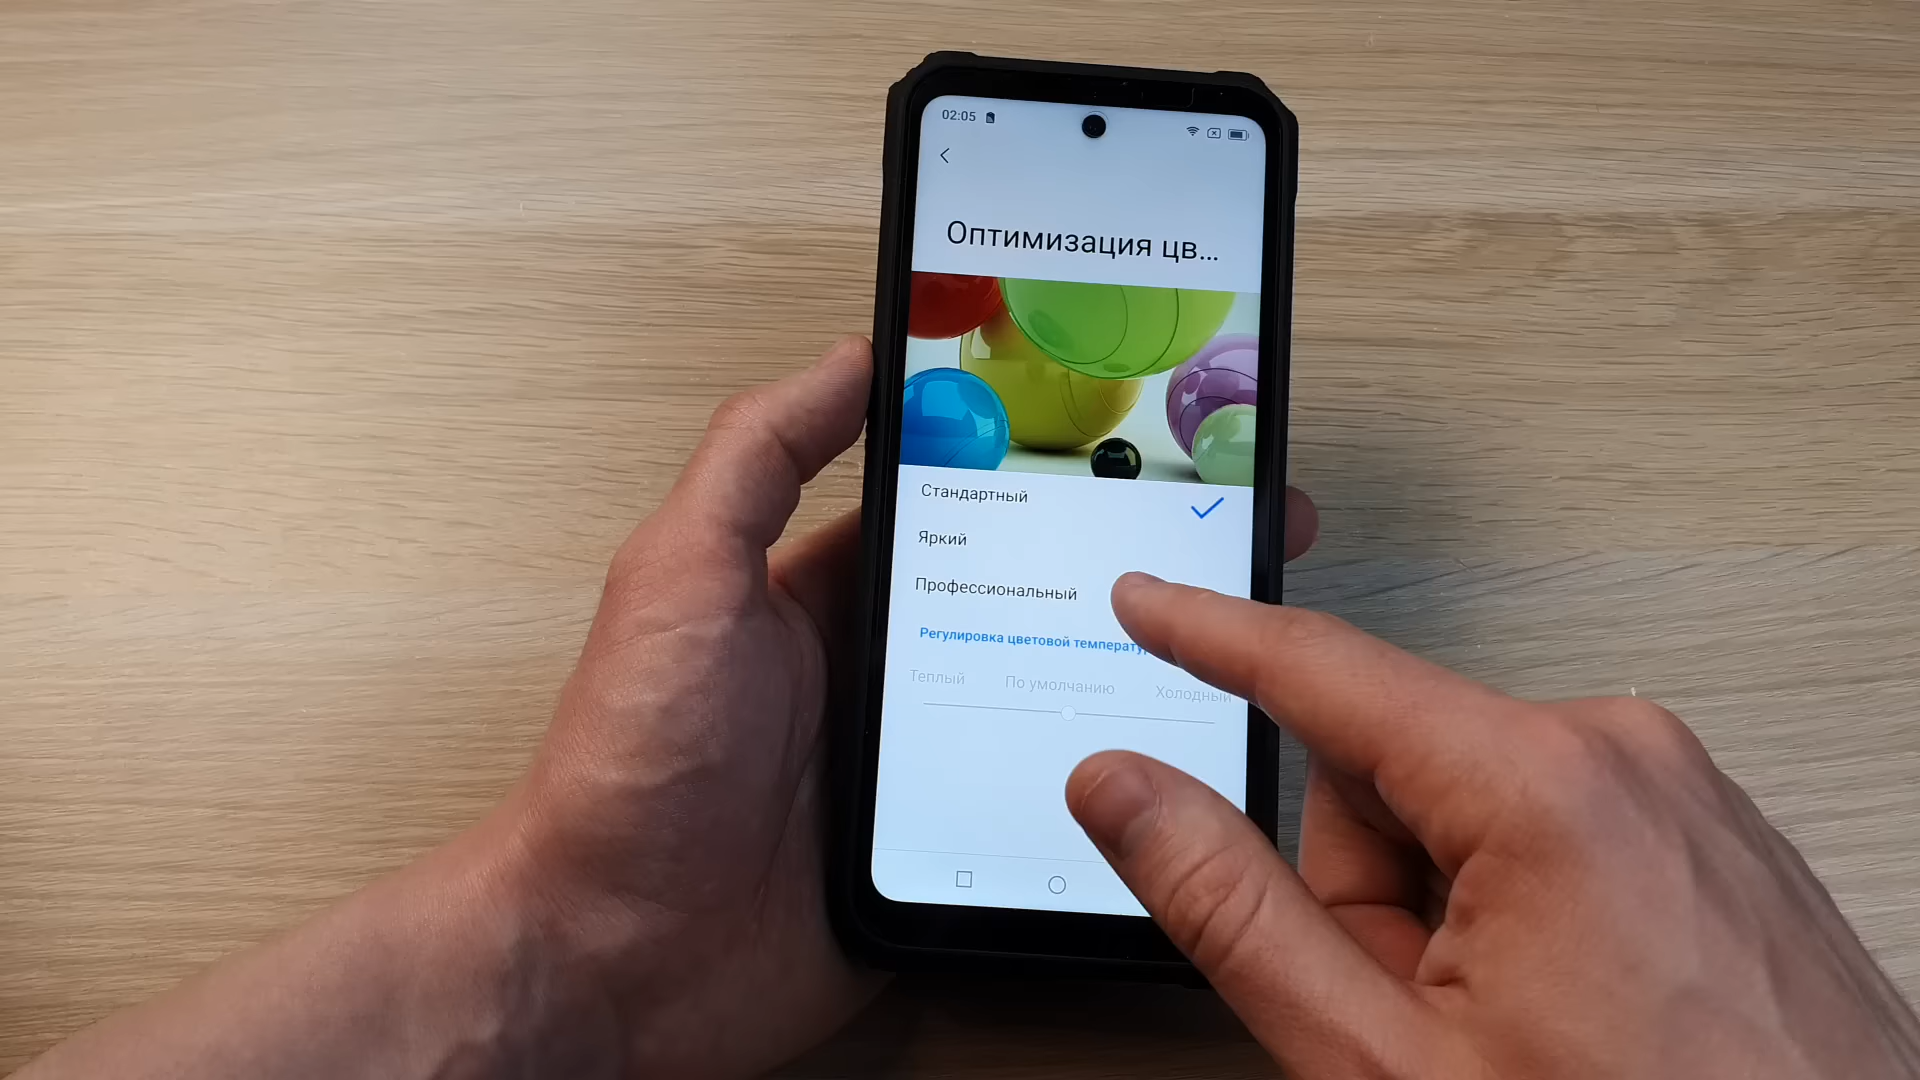 02:05
Оптимизация цв...
Стандартный
Яркий
Профессиональный
Регулировка цветовой температу
Теплый По умолчанию Холодный